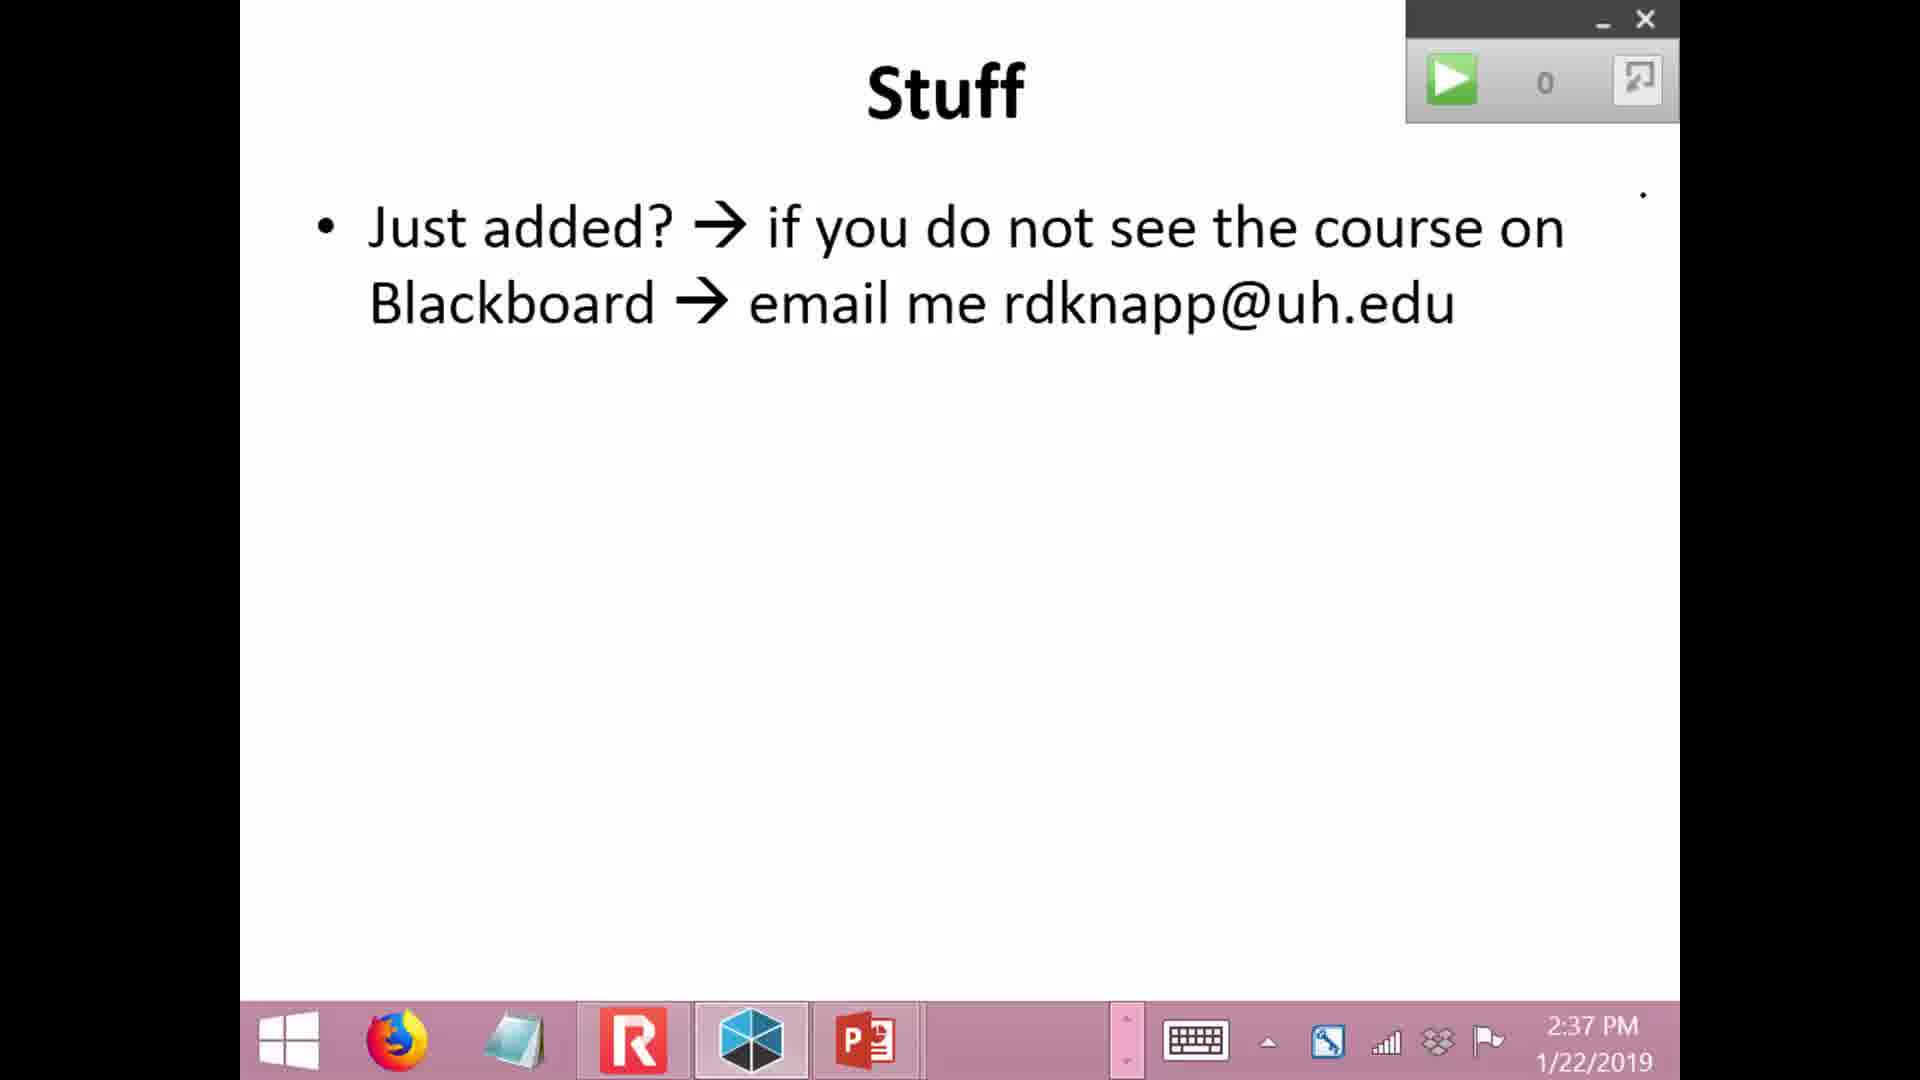 Stuff
0
• Just added? → if you do not see the course on
Blackboard → email me rdknapp@uh.edu
2:37 PM
1/22/2019